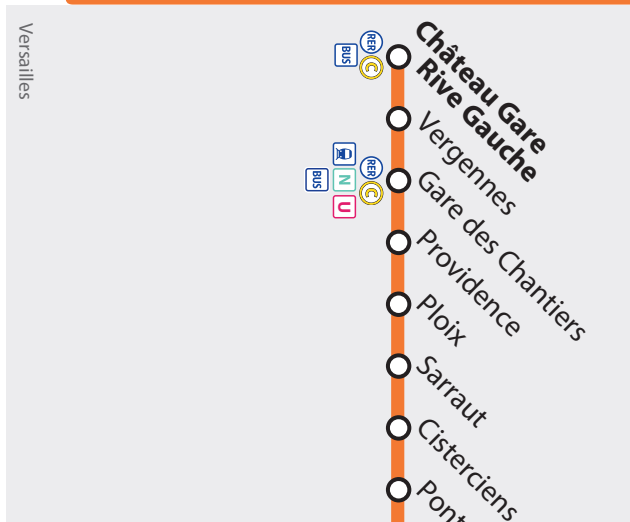 Versailles
Château Gare
Rive Gauche
RER C
BUS
Vergennes
Gare des Chantiers
RER C
N
U
BUS
Providence
Ploix
Sarraut
Cisterciens